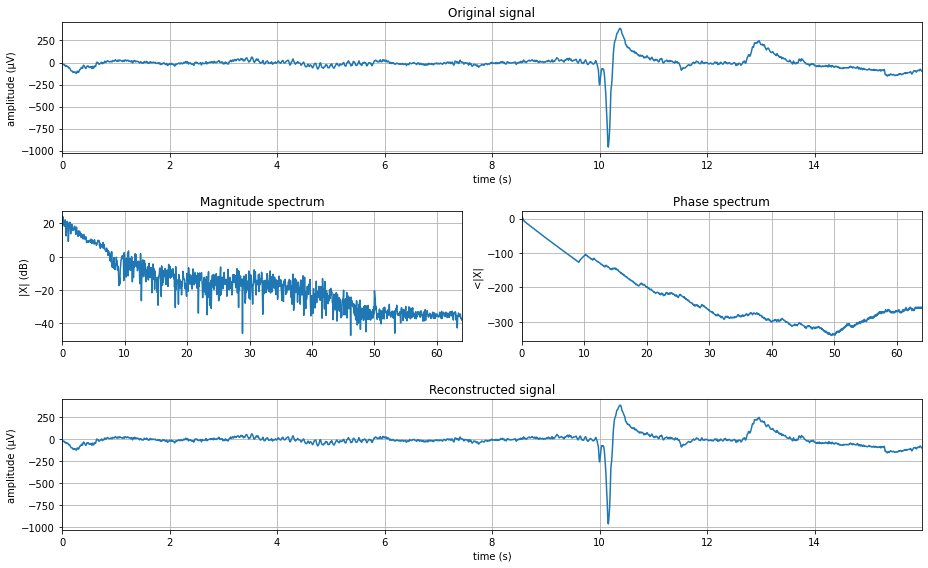 Original signal
amplitude (µV)
250
0
−250
−500
−750
−1000
0 2 4 6 8 10 12 14
time (s)
Magnitude spectrum
|X| (dB)
20
0
−20
−40
0 10 20 30 40 50 60
Phase spectrum
<|X|
0
−100
−200
−300
0 10 20 30 40 50 60
Reconstructed signal
amplitude (µV)
250
0
−250
−500
−750
−1000
0 2 4 6 8 10 12 14
time (s)